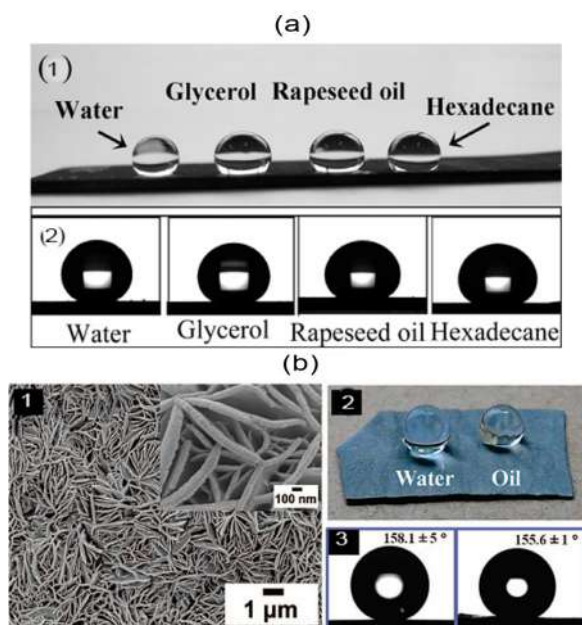 (a)
(1)
Glycerol Rapeseed oil
Water
Hexadecane
(2)
Water
Glycerol
Rapeseed oil
Hexadecane
(b)
1
100 nm
1 μm
2
Water
Oil
3
158.1 ± 5 °
155.6 ± 1 °